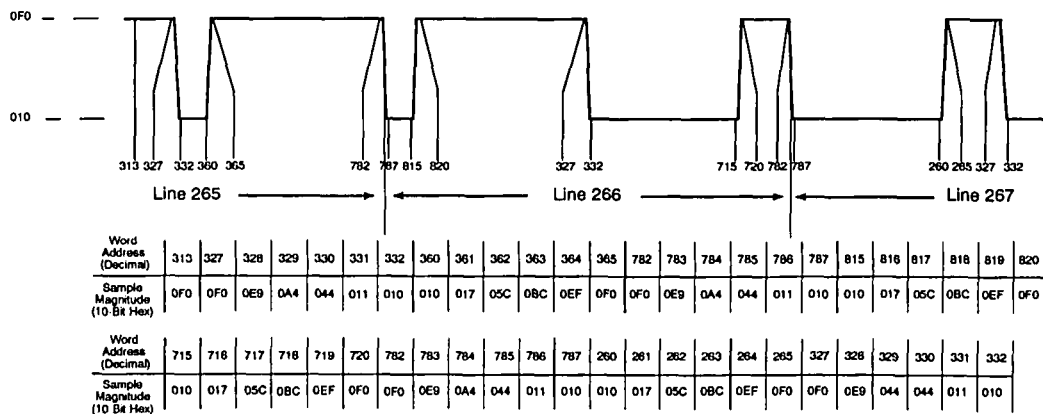 0F0
010
313 327 332 360 365 782 787 815 820 327 332 715 720 782 787 260 265 327 332
Line 265 Line 266 Line 267
Word
Address
(Decimal)
313 327 328 329 330 331 332 360 361 362 363 364 365 782 783 784 785 786 787 815 816 817 818 819 820
Sample
Magnitude
(10-Bit Hex)
0F0 0F0 0E9 0A4 044 011 010 010 017 05C 0BC 0EF 0F0 0F0 0E9 0A4 044 011 010 010 017 05C 0BC 0EF 0F0
Word
Address
(Decimal)
715 716 717 718 719 720 782 783 784 785 786 787 260 261 262 263 264 265 327 328 329 330 331 332
Sample
Magnitude
(10 Bit Hex)
010 017 05C 0BC 0EF 0F0 0F0 0E9 0A4 044 011 010 010 017 05C 0BC 0EF 0F0 0F0 0E9 044 044 011 010